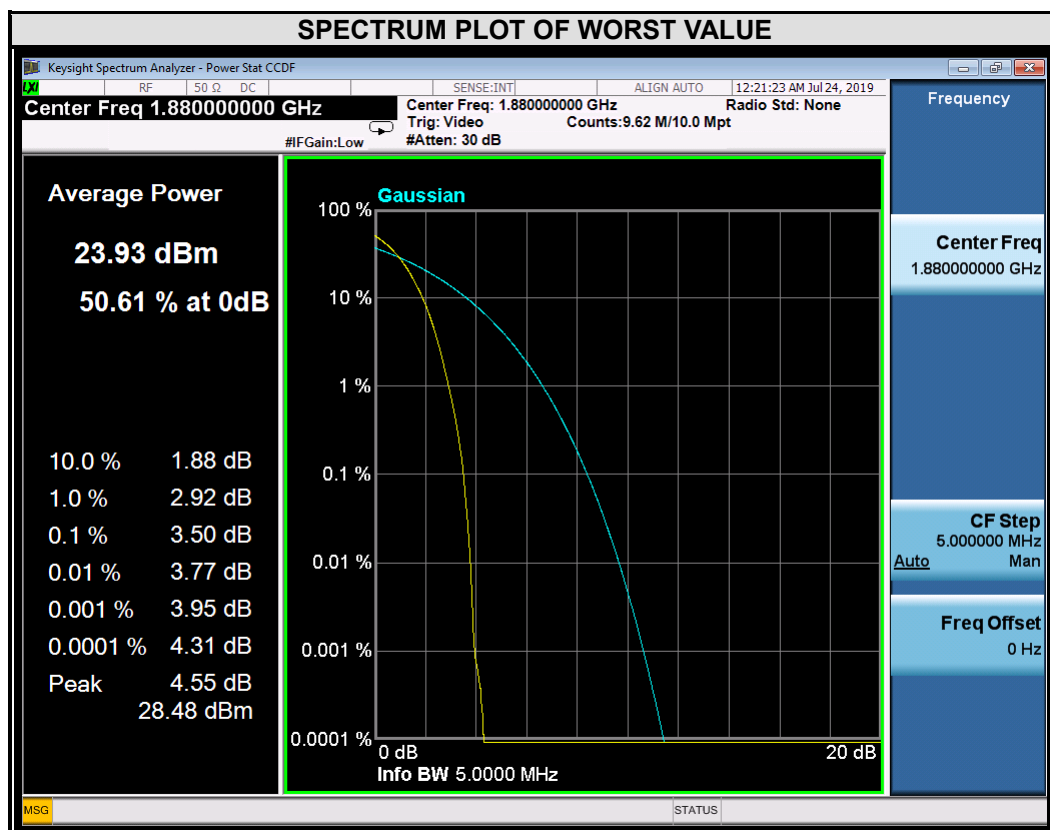 SPECTRUM PLOT OF WORST VALUE
Keysight Spectrum Analyzer - Power Stat CCDF
LXI RF 50 Ω DC SENSE:INT ALIGN AUTO 12:21:23 AM Jul 24, 2019
Center Freq 1.880000000 GHz
Center Freq: 1.880000000 GHz Radio Std: None
Trig: Video Counts:9.62 M/10.0 Mpt
#IFGain:Low #Atten: 30 dB
Average Power
23.93 dBm
50.61 % at 0dB
10.0 % 1.88 dB
1.0 % 2.92 dB
0.1 % 3.50 dB
0.01 % 3.77 dB
0.001 % 3.95 dB
0.0001 % 4.31 dB
Peak 4.55 dB
28.48 dBm
Gaussian
100 %
10 %
1 %
0.1 %
0.01 %
0.001 %
0.0001 %
0 dB 20 dB
Info BW 5.0000 MHz
Frequency
Center Freq
1.880000000 GHz
CF Step
5.000000 MHz
Auto Man
Freq Offset
0 Hz
MSG STATUS